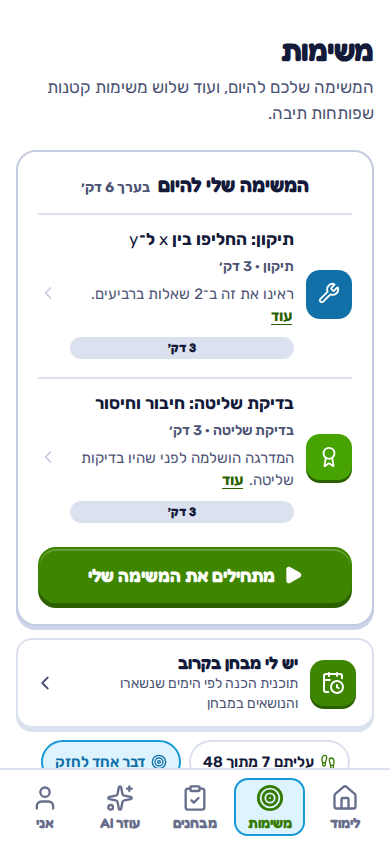 משימות
המשימה שלכם להיום, ועוד שלוש משימות קטנות
שפותחות תיבה.
המשימה שלי להיום בערך 6 דק׳
תיקון: החליפו בין x ל־y
תיקון • 3 דק׳
ראינו את זה ב־2 שאלות ברביעים.
עוד
3 דק׳
בדיקת שליטה: חיבור וחיסור
בדיקת שליטה • 3 דק׳
המדרגה הושלמה לפני שהיו בדיקות
שליטה. עוד
3 דק׳
מתחילים את המשימה שלי
יש לי מבחן בקרוב
תוכנית הכנה לפי הימים שנשארו
והנושאים במבחן
עליתם 7 מתוך 48
דבר אחד לחזק
לימוד
משימות
מבחנים
עוזר AI
אני